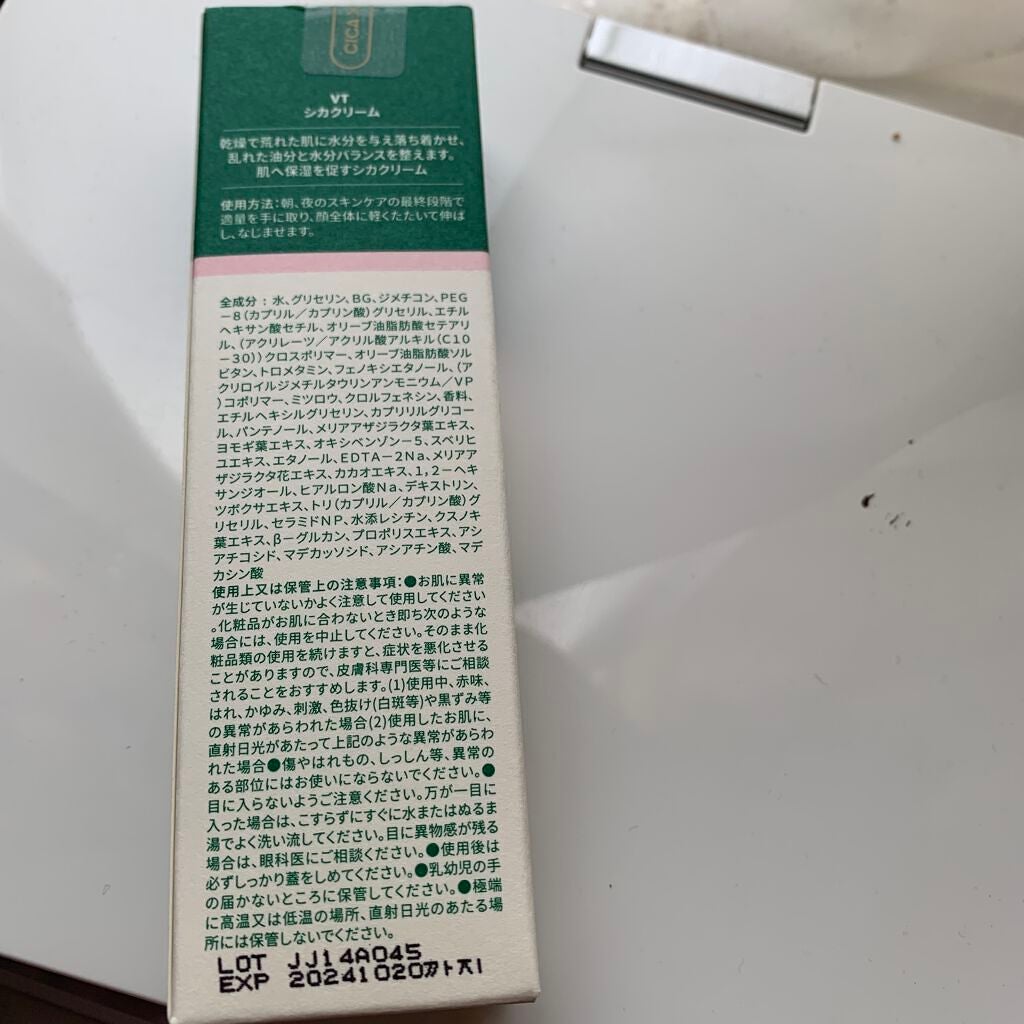 CICA
VT
シカクリーム
乾燥で荒れた肌に水分を与え落ち着かせ、
乱れた油分と水分バランスを整えます。
肌へ保湿を促すシカクリーム
使用方法：朝、夜のスキンケアの最終段階で
適量を手に取り、顔全体に軽くたたいて伸ば
し、なじませます。
全成分：水、グリセリン、BG、ジメチコン、PEG
－8（カプリル／カプリン酸）グリセリル、エチル
ヘキサン酸セチル、オリーブ油脂肪酸セテアリ
ル、（アクリレーツ／アクリル酸アルキル（C10
－30））クロスポリマー、オリーブ油脂肪酸ソル
ビタン、トロメタミン、フェノキシエタノール、（ア
クリロイルジメチルタウリンアンモニウム／VP
）コポリマー、ミツロウ、クロルフェネシン、香料、
エチルヘキシルグリセリン、カプリリルグリコー
ル、パンテノール、メリアアザジラクタ葉エキス、
ヨモギ葉エキス、オキシベンゾン－5、スベリヒ
ユエキス、エタノール、EDTA－2Na、メリアア
ザジラクタ花エキス、カカオエキス、1,2－ヘキ
サンジオール、ヒアルロン酸Na、デキストリン、
ツボクサエキス、トリ（カプリル／カプリン酸）グ
リセリル、セラミドNP、水添レシチン、クスノキ
葉エキス、β－グルカン、プロポリスエキス、アシ
アチコシド、マデカッソシド、アシアチン酸、マデ
カシン酸
使用上又は保管上の注意事項：●お肌に異常
が生じていないかよく注意して使用してください
。化粧品がお肌に合わないとき即ち次のような
場合には、使用を中止してください。そのまま化
粧品類の使用を続けますと、症状を悪化させる
ことがありますので、皮膚科専門医等にご相談
されることをおすすめします。(1)使用中、赤味、
はれ、かゆみ、刺激、色抜け(白斑等)や黒ずみ等
の異常があらわれた場合(2)使用したお肌に、
直射日光があたって上記のような異常があらわ
れた場合●傷やはれもの、しっしん等、異常の
ある部位にはお使いにならないでください。●
目に入らないようご注意ください。万が一目に
入った場合は、こすらずにすぐに水またはぬるま
湯でよく洗い流してください。目に異物感が残る
場合は、眼科医にご相談ください。●使用後は
必ずしっかり蓋をしめてください。●乳幼児の手
の届かないところに保管してください。●極端
に高温又は低温の場所、直射日光のあたる場
所には保管しないでください。
LOT JJ14A045
EXP 20241020까지